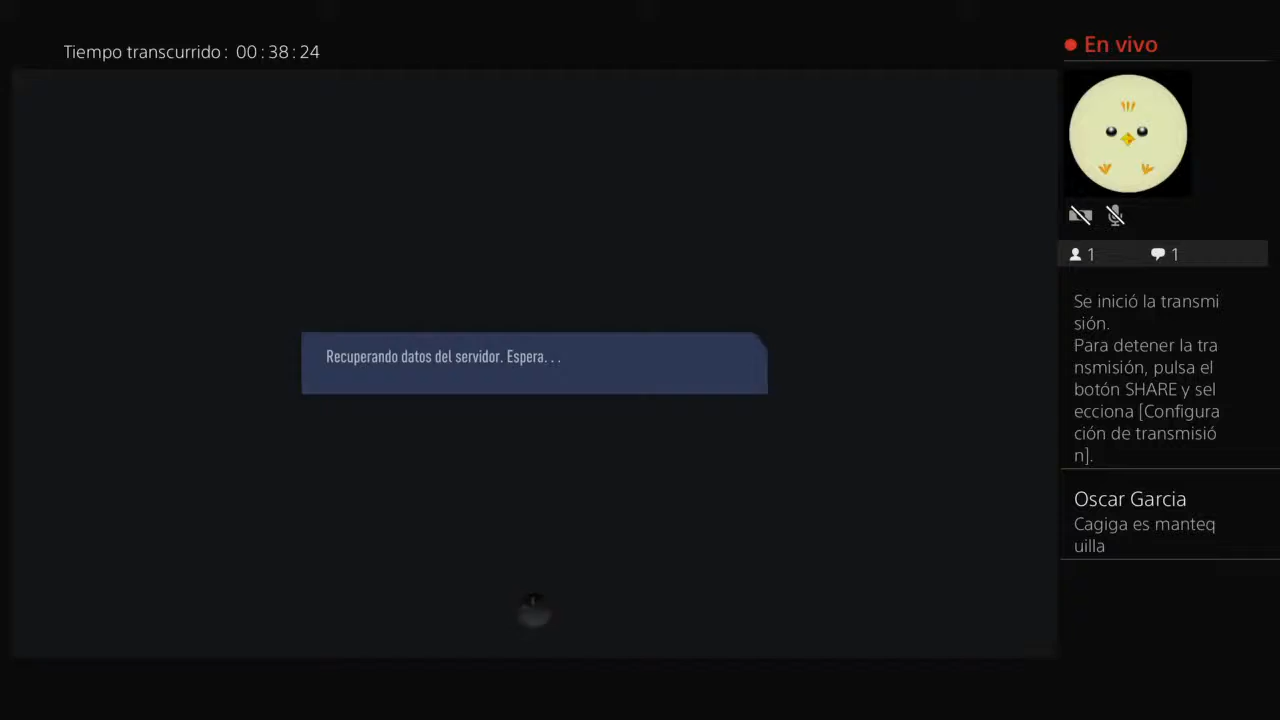 Tiempo transcurrido: 00:38:24
En vivo
Recuperando datos del servidor. Espera...
1
1
Se inició la transmi
sión.
Para detener la tra
nsmisión, pulsa el
botón SHARE y sel
ecciona [Configura
ción de transmisió
n].
Oscar Garcia
Cagiga es manteq
uilla